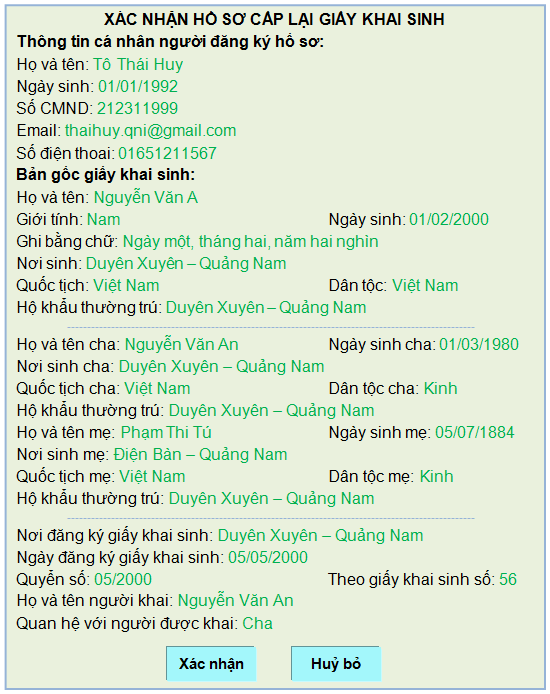 XÁC NHẬN HỒ SƠ CẤP LẠI GIẤY KHAI SINH
Thông tin cá nhân người đăng ký hồ sơ:
Họ và tên: Tô Thái Huy
Ngày sinh: 01/01/1992
Số CMND: 212311999
Email: thaihuy.qni@gmail.com
Số điện thoai: 01651211567
Bản gốc giấy khai sinh:
Họ và tên: Nguyễn Văn A
Giới tính: Nam Ngày sinh: 01/02/2000
Ghi bằng chữ: Ngày một, tháng hai, năm hai nghìn
Nơi sinh: Duyên Xuyên – Quảng Nam
Quốc tịch: Việt Nam Dân tộc: Việt Nam
Hộ khẩu thường trú: Duyên Xuyên – Quảng Nam
Họ và tên cha: Nguyễn Văn An Ngày sinh cha: 01/03/1980
Nơi sinh cha: Duyên Xuyên – Quảng Nam
Quốc tịch cha: Việt Nam Dân tộc cha: Kinh
Hộ khẩu thường trú: Duyên Xuyên – Quảng Nam
Họ và tên mẹ: Phạm Thi Tú Ngày sinh mẹ: 05/07/1884
Nơi sinh mẹ: Điện Bàn – Quảng Nam
Quốc tịch mẹ: Việt Nam Dân tộc mẹ: Kinh
Hộ khẩu thường trú: Duyên Xuyên – Quảng Nam
Nơi đăng ký giấy khai sinh: Duyên Xuyên – Quảng Nam
Ngày đăng ký giấy khai sinh: 05/05/2000
Quyển số: 05/2000 Theo giấy khai sinh số: 56
Họ và tên người khai: Nguyễn Văn An
Quan hệ với người được khai: Cha
Xác nhận Huỷ bỏ